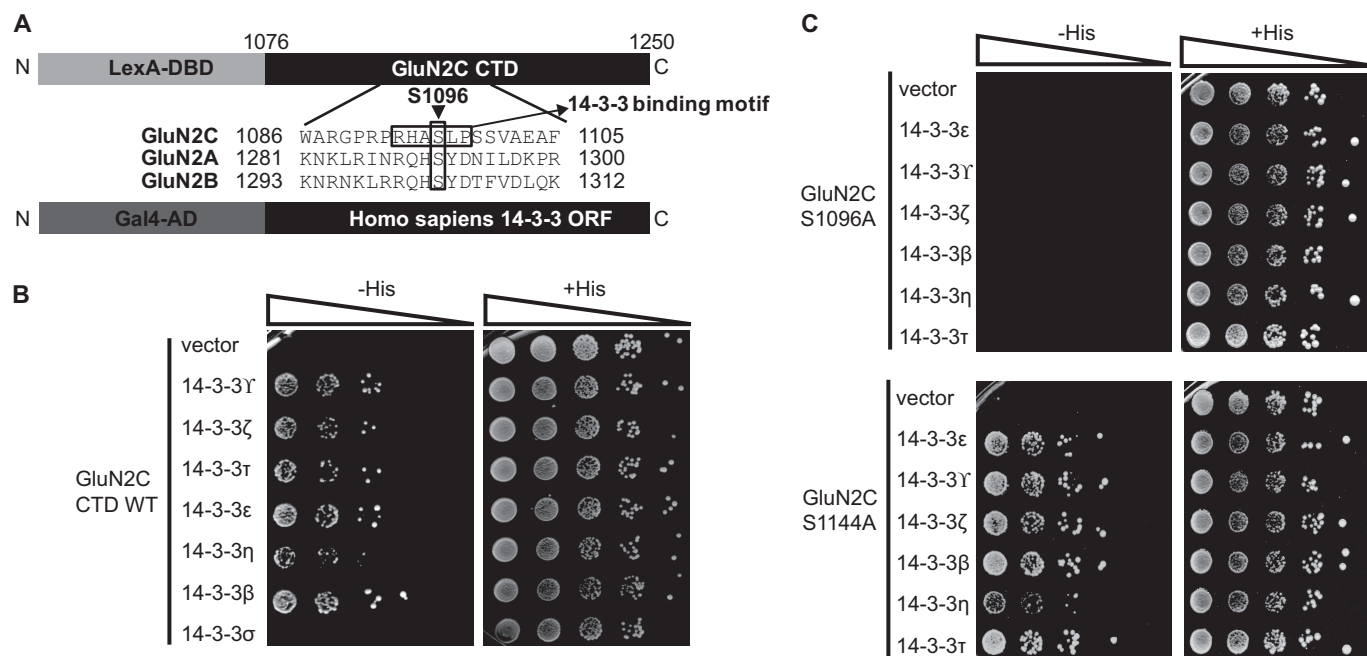 A
1076 1250
N LexA-DBD GluN2C CTD C
S1096
14-3-3 binding motif
GluN2C 1086 WARGPRPRHASLPSSVAEAF 1105
GluN2A 1281 KNKLRINRQHSYDNILDKPR 1300
GluN2B 1293 KNRNKLRRQHSYDTFVDLQK 1312
N Gal4-AD Homo sapiens 14-3-3 ORF C
B
-His +His
vector
14-3-3ϒ
14-3-3ζ
14-3-3τ
14-3-3ε
14-3-3η
14-3-3β
14-3-3σ
GluN2C
CTD WT
C
-His +His
vector
14-3-3ε
14-3-3ϒ
14-3-3ζ
14-3-3β
14-3-3η
14-3-3τ
GluN2C
S1096A
vector
14-3-3ε
14-3-3ϒ
14-3-3ζ
14-3-3β
14-3-3η
14-3-3τ
GluN2C
S1144A